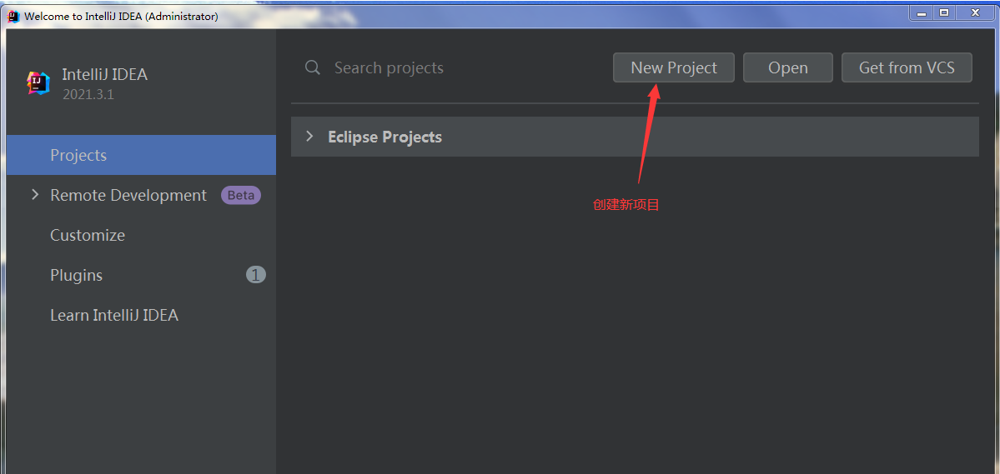 Welcome to IntelliJ IDEA (Administrator)
IntelliJ IDEA
2021.3.1
Search projects
New Project
Open
Get from VCS
Projects
Eclipse Projects
Remote Development Beta
创建新项目
Customize
Plugins 1
Learn IntelliJ IDEA